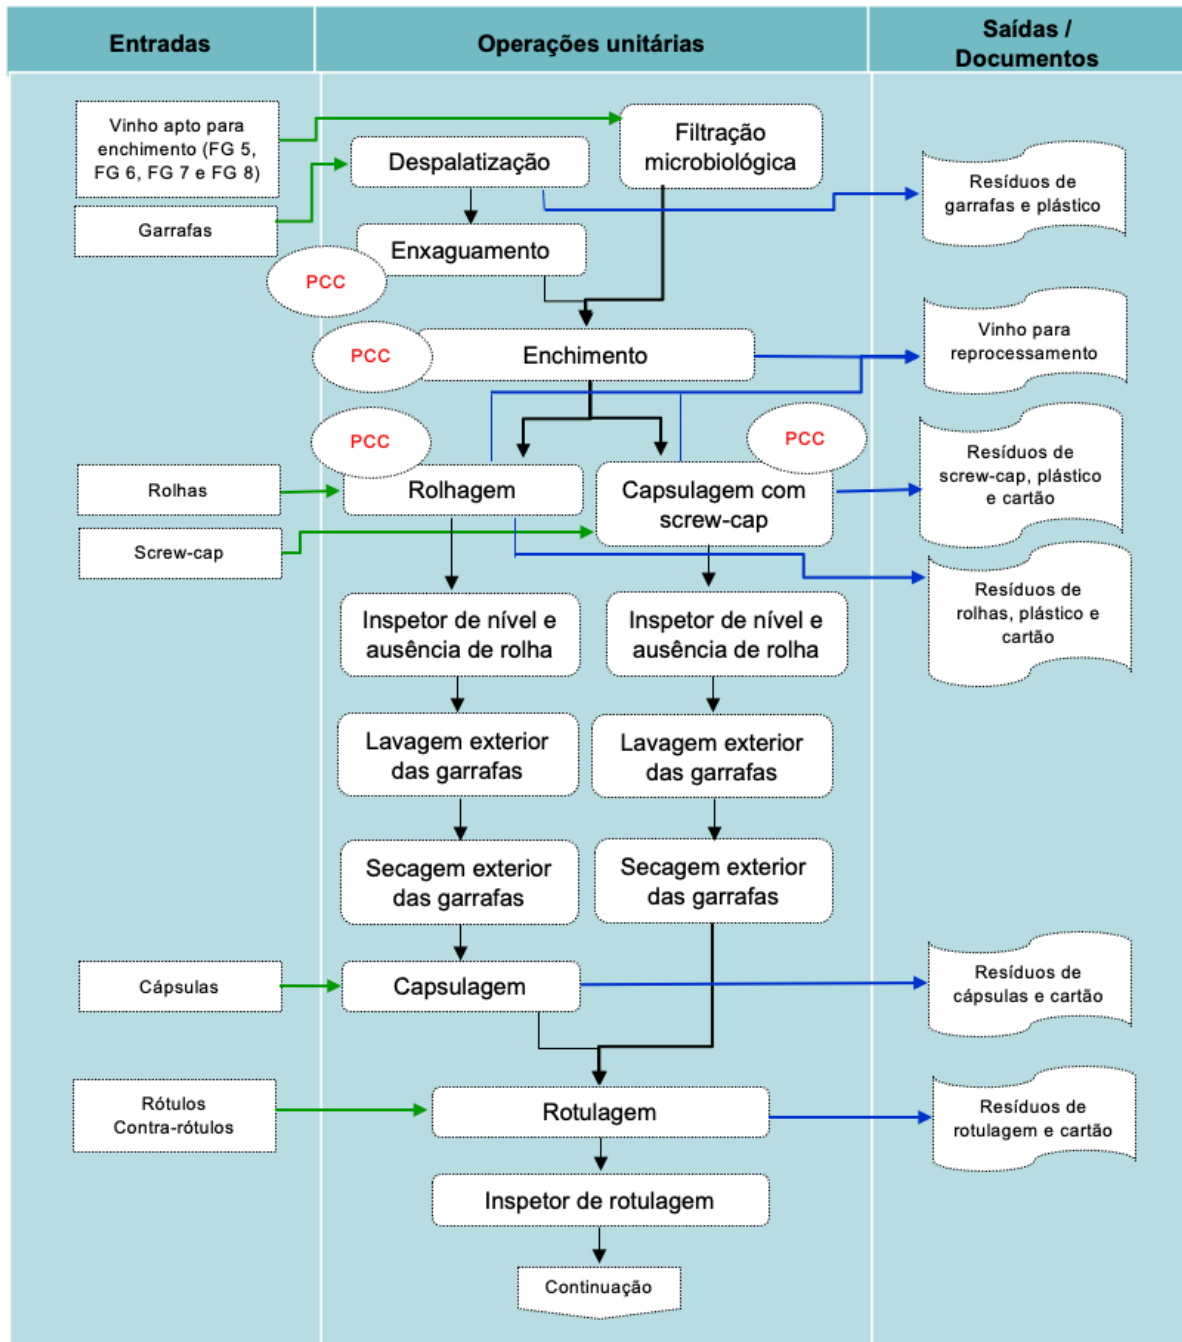 Entradas
Operações unitárias
Saídas /
Documentos
Vinho apto para
enchimento (FG 5,
FG 6, FG 7 e FG 8)
Filtração
microbiológica
Despalatização
Resíduos de
garrafas e plástico
Garrafas
Enxaguamento
PCC
Enchimento
PCC
Vinho para
reprocessamento
PCC
PCC
Rolhas
Rolhagem
Capsulagem com
screw-cap
Resíduos de
screw-cap, plástico
e cartão
Screw-cap
Resíduos de
rolhas, plástico e
cartão
Inspetor de nível e
ausência de rolha
Inspetor de nível e
ausência de rolha
Lavagem exterior
das garrafas
Lavagem exterior
das garrafas
Secagem exterior
das garrafas
Secagem exterior
das garrafas
Cápsulas
Capsulagem
Resíduos de
cápsulas e cartão
Rótulos
Contra-rótulos
Rotulagem
Resíduos de
rotulagem e cartão
Inspetor de rotulagem
Continuação